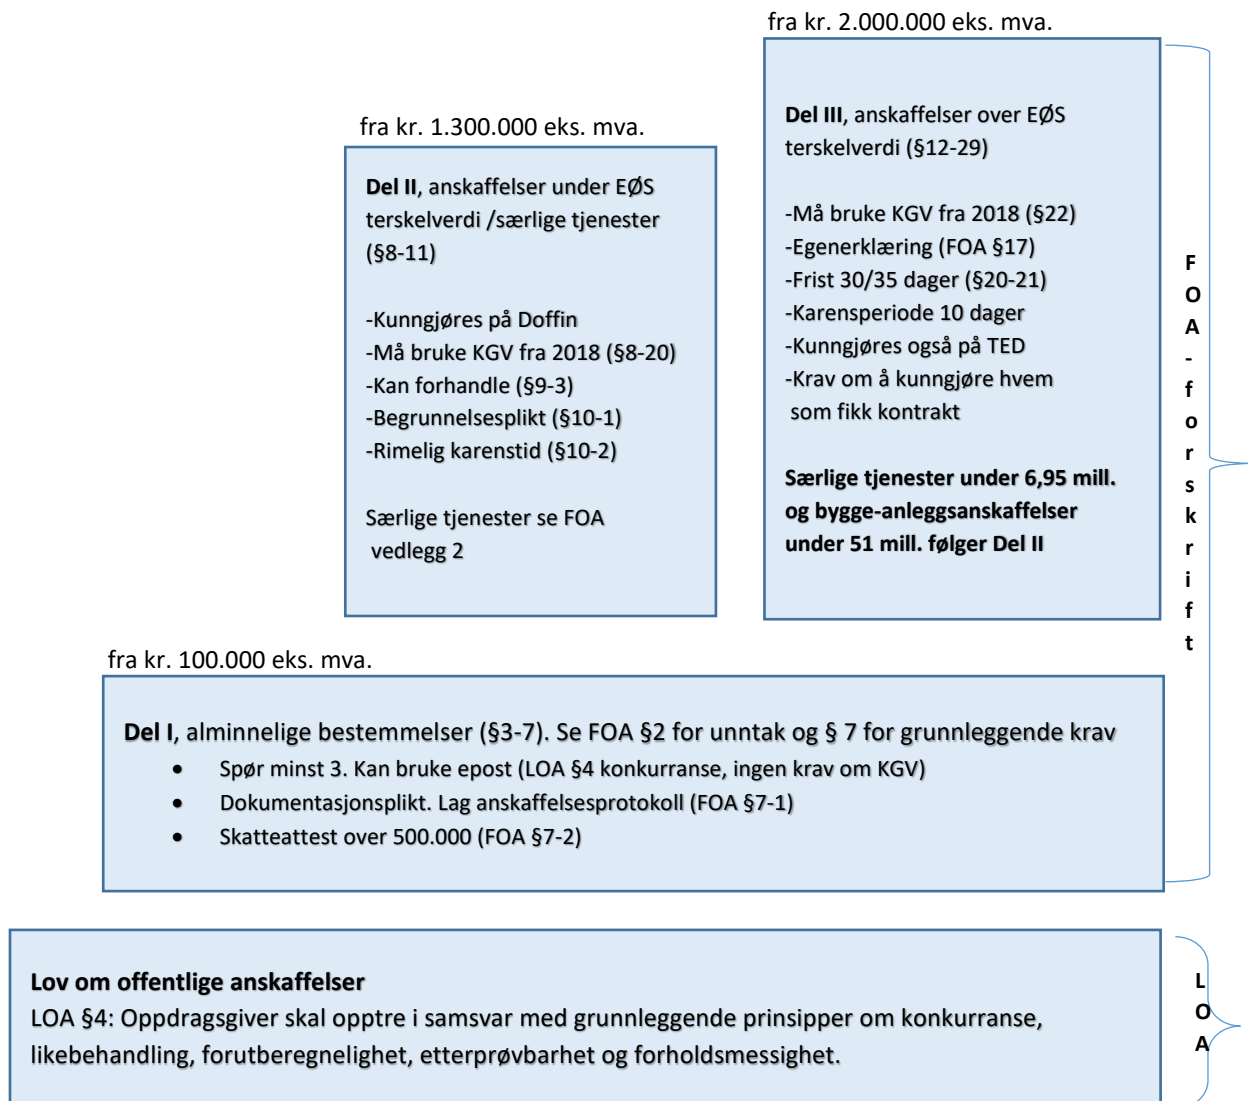 fra kr. 2.000.000 eks. mva.
Del III, anskaffelser over EØS
terskelverdi (§12-29)
-Må bruke KGV fra 2018 (§22)
-Egenerklæring (FOA §17)
-Frist 30/35 dager (§20-21)
-Karensperiode 10 dager
-Kunngjøres også på TED
-Krav om å kunngjøre hvem
som fikk kontrakt
Særlige tjenester under 6,95 mill.
og bygge-anleggsanskaffelser
under 51 mill. følger Del II
fra kr. 1.300.000 eks. mva.
Del II, anskaffelser under EØS
terskelverdi /særlige tjenester
(§8-11)
-Kunngjøres på Doffin
-Må bruke KGV fra 2018 (§8-20)
-Kan forhandle (§9-3)
-Begrunnelsesplikt (§10-1)
-Rimelig karenstid (§10-2)
Særlige tjenester se FOA
vedlegg 2
FOA-forskrift
fra kr. 100.000 eks. mva.
Del I, alminnelige bestemmelser (§3-7). Se FOA §2 for unntak og § 7 for grunnleggende krav
• Spør minst 3. Kan bruke epost (LOA §4 konkurranse, ingen krav om KGV)
• Dokumentasjonsplikt. Lag anskaffelsesprotokoll (FOA §7-1)
• Skatteattest over 500.000 (FOA §7-2)
Lov om offentlige anskaffelser
LOA §4: Oppdragsgiver skal opptre i samsvar med grunnleggende prinsipper om konkurranse,
likebehandling, forutberegnelighet, etterprøvbarhet og forholdsmessighet.
LOA